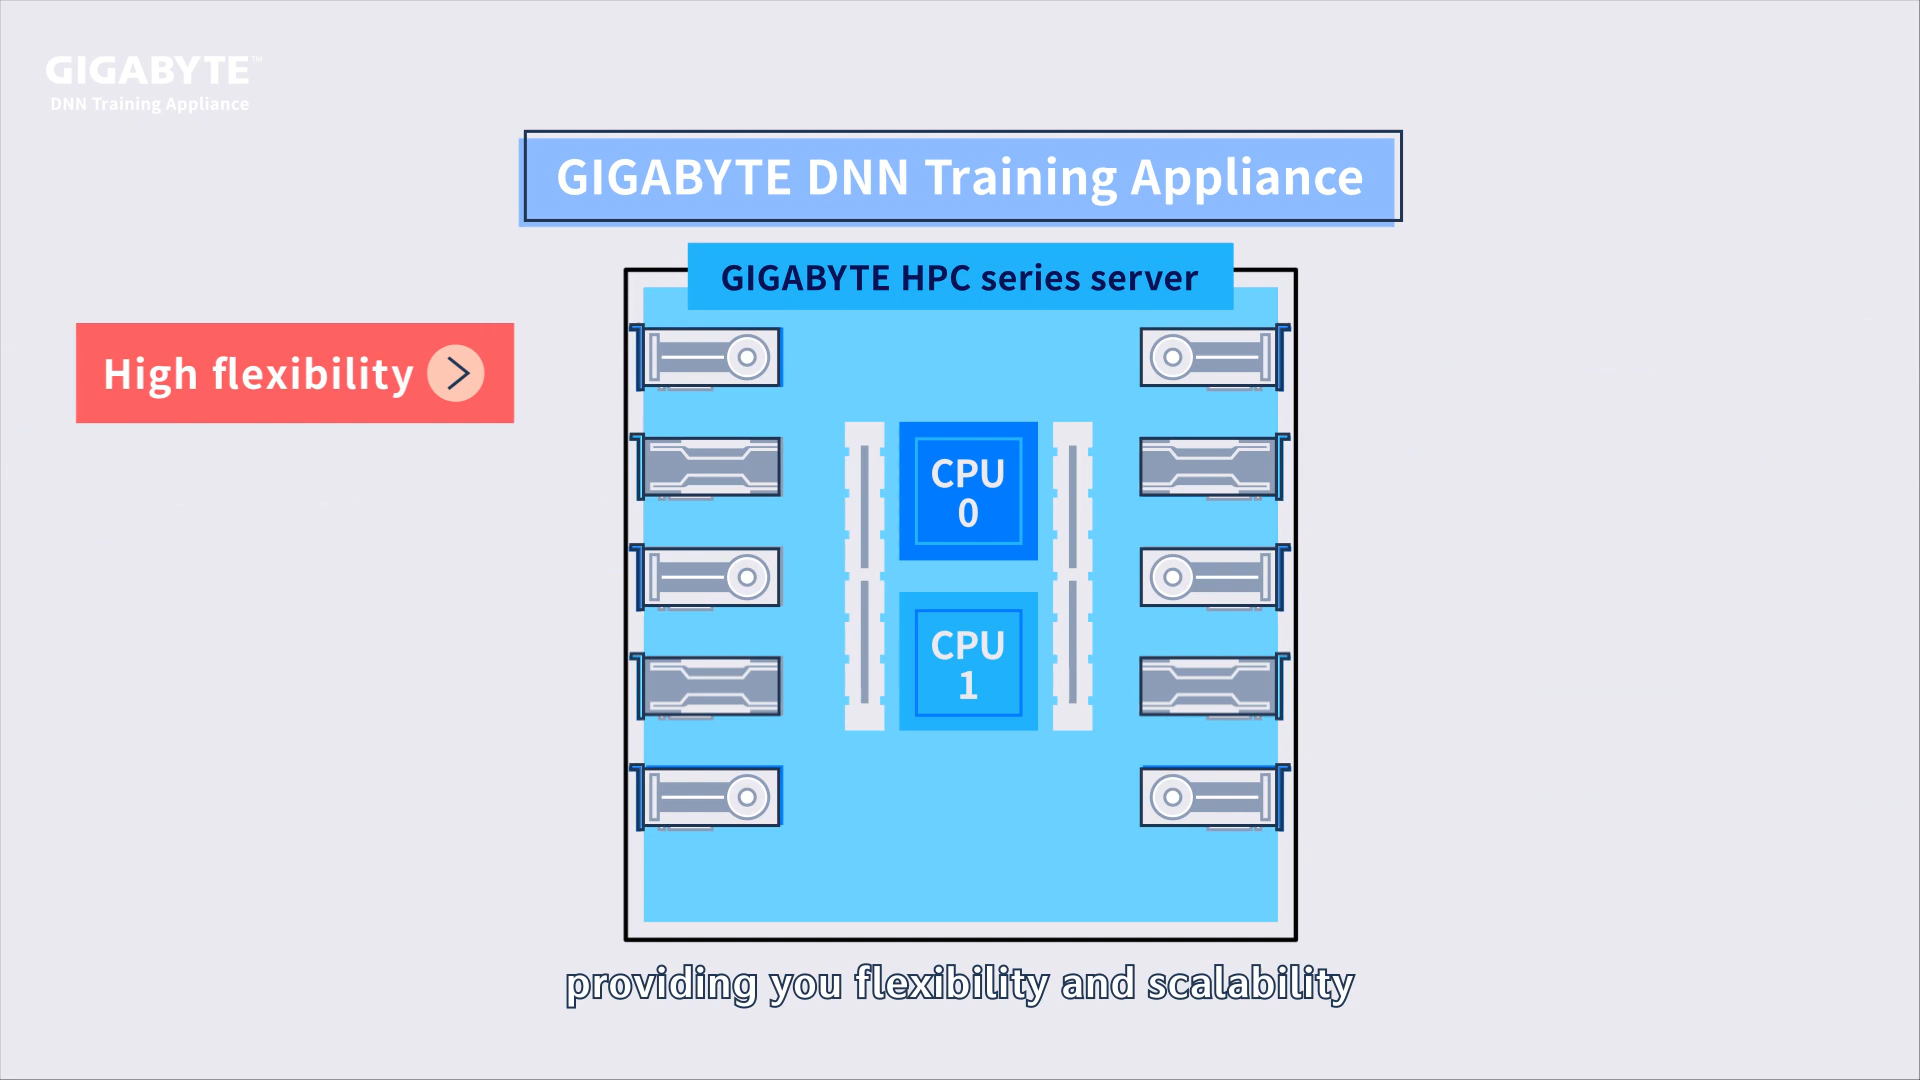 GIGABYTE™
DNN Training Appliance
GIGABYTE DNN Training Appliance
GIGABYTE HPC series server
High flexibility
CPU
0
CPU
1
providing you flexibility and scalability